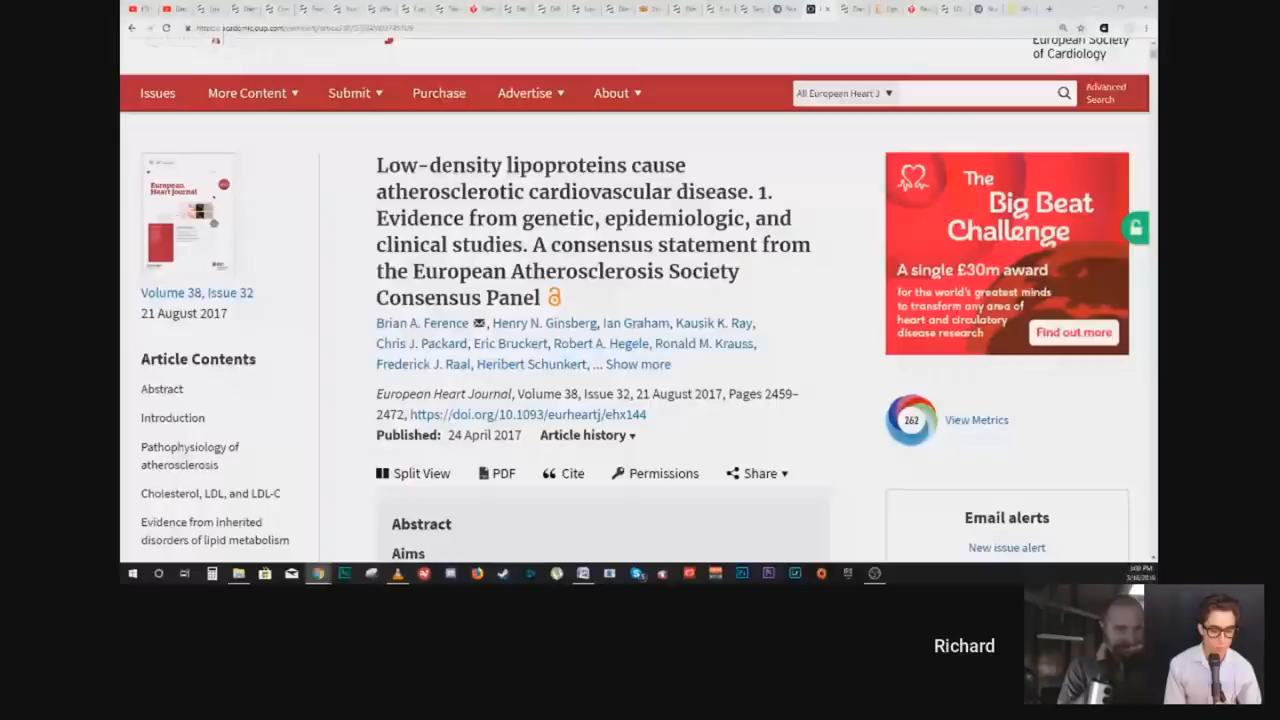 European Society
of Cardiology
Issues
More Content
Submit
Purchase
Advertise
About
All European Heart J
Advanced
Search
European
Heart Journal
Volume 38, Issue 32
21 August 2017
Article Contents
Abstract
Introduction
Pathophysiology of
atherosclerosis
Cholesterol, LDL, and LDL-C
Evidence from inherited
disorders of lipid metabolism
Low-density lipoproteins cause
atherosclerotic cardiovascular disease. 1.
Evidence from genetic, epidemiologic, and
clinical studies. A consensus statement from
the European Atherosclerosis Society
Consensus Panel
Brian A. Ference, Henry N. Ginsberg, Ian Graham, Kausik K. Ray,
Chris J. Packard, Eric Bruckert, Robert A. Hegele, Ronald M. Krauss,
Frederick J. Raal, Heribert Schunkert, ... Show more
European Heart Journal, Volume 38, Issue 32, 21 August 2017, Pages 2459–
2472, https://doi.org/10.1093/eurheartj/ehx144
Published: 24 April 2017 Article history
Split View
PDF
Cite
Permissions
Share
Abstract
Aims
The
Big Beat
Challenge
A single £30m award
for the world's greatest minds
to transform any area of
heart and circulatory
disease research
Find out more
262
View Metrics
Email alerts
New issue alert
Richard